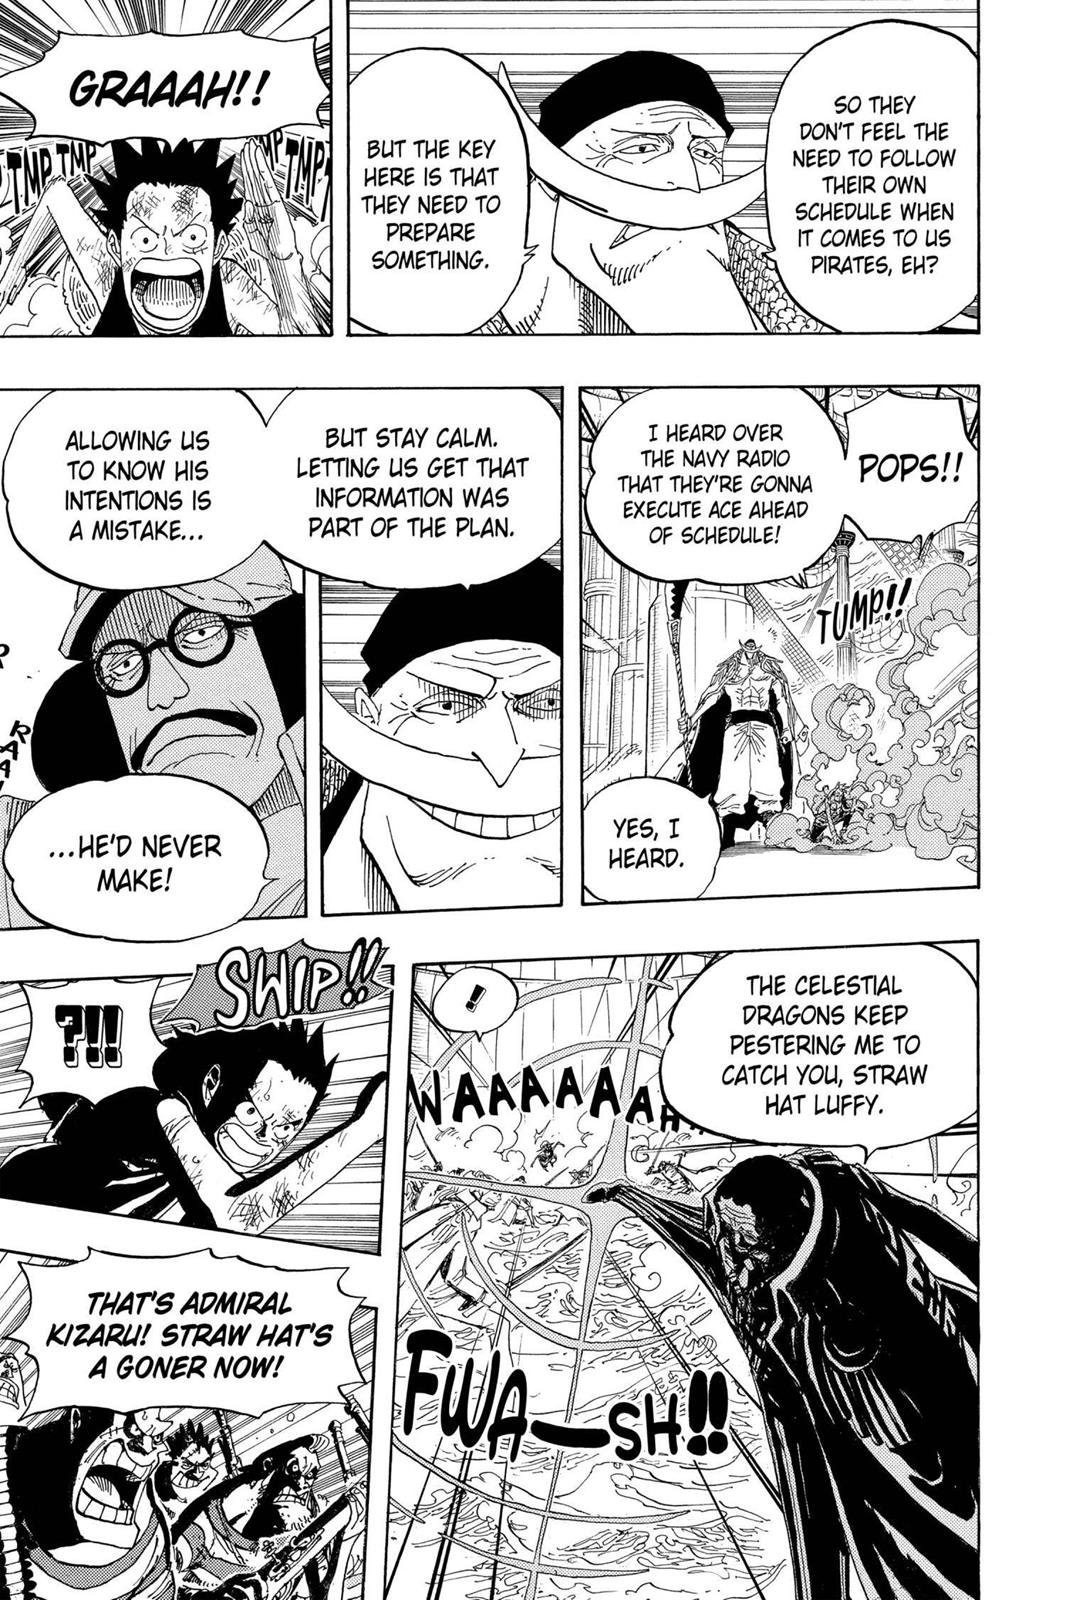 SO THEY
DON'T FEEL THE
NEED TO FOLLOW
THEIR OWN
SCHEDULE WHEN
IT COMES TO US
PIRATES, EH?
BUT THE KEY
HERE IS THAT
THEY NEED TO
PREPARE
SOMETHING.
GRAAAH!!
TMP TMP TMP
TMP TMP
POPS!!
I HEARD OVER
THE NAVY RADIO
THAT THEY'RE GONNA
EXECUTE ACE AHEAD
OF SCHEDULE!
TUMP!!
YES, I
HEARD.
BUT STAY CALM.
LETTING US GET THAT
INFORMATION WAS
PART OF THE PLAN.
ALLOWING US
TO KNOW HIS
INTENTIONS IS
A MISTAKE...
...HE'D NEVER
MAKE!
THE CELESTIAL
DRAGONS KEEP
PESTERING ME TO
CATCH YOU, STRAW
HAT LUFFY.
!!
WAAAAAAH
FWA—SH!!
SWIP!!
?!!
THAT'S ADMIRAL
KIZARU! STRAW HAT'S
A GONER NOW!